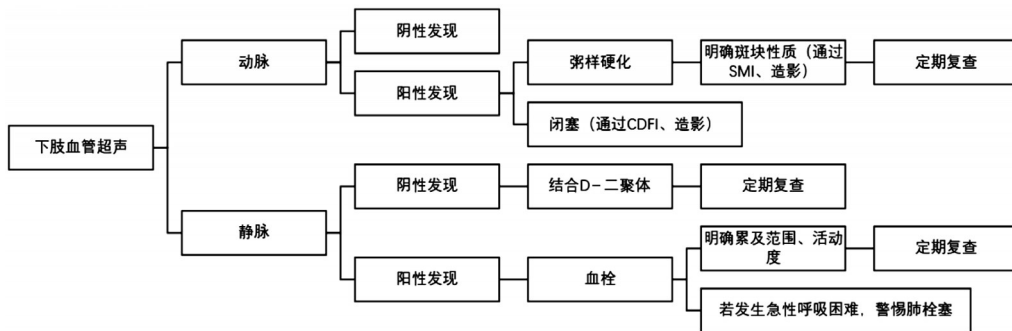 下肢血管超声
动脉
阴性发现
阳性发现
粥样硬化
明确斑块性质（通过
SMI、造影）
定期复查
闭塞（通过CDFI、造影）
静脉
阴性发现
结合D-二聚体
定期复查
阳性发现
血栓
明确累及范围、活动
度
定期复查
若发生急性呼吸困难，警惕肺栓塞